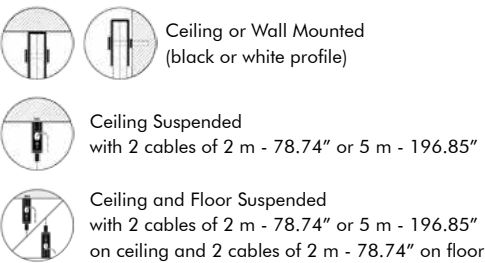 Ceiling or Wall Mounted
(black or white profile)
Ceiling Suspended
with 2 cables of 2 m - 78.74” or 5 m - 196.85”
Ceiling and Floor Suspended
with 2 cables of 2 m - 78.74” or 5 m - 196.85”
on ceiling and 2 cables of 2 m - 78.74” on floor